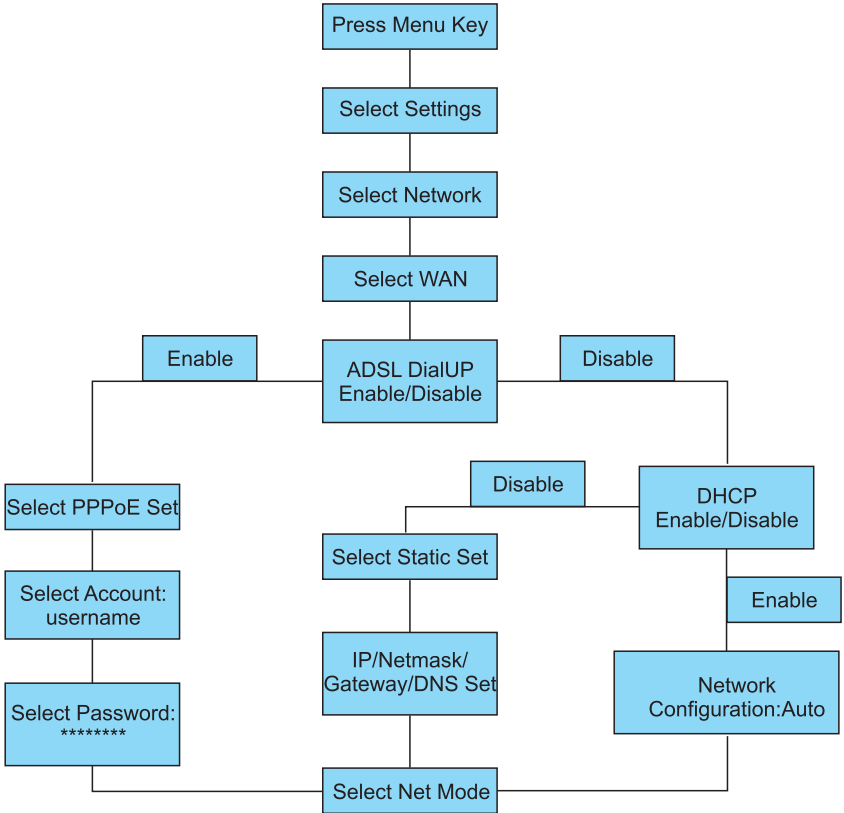 Press Menu Key
Select Settings
Select Network
Select WAN
Enable
ADSL DialUP
Enable/Disable
Disable
Select PPPoE Set
Disable
DHCP
Enable/Disable
Select Static Set
Select Account:
username
Enable
IP/Netmask/
Gateway/DNS Set
Network
Configuration:Auto
Select Password:
********
Select Net Mode